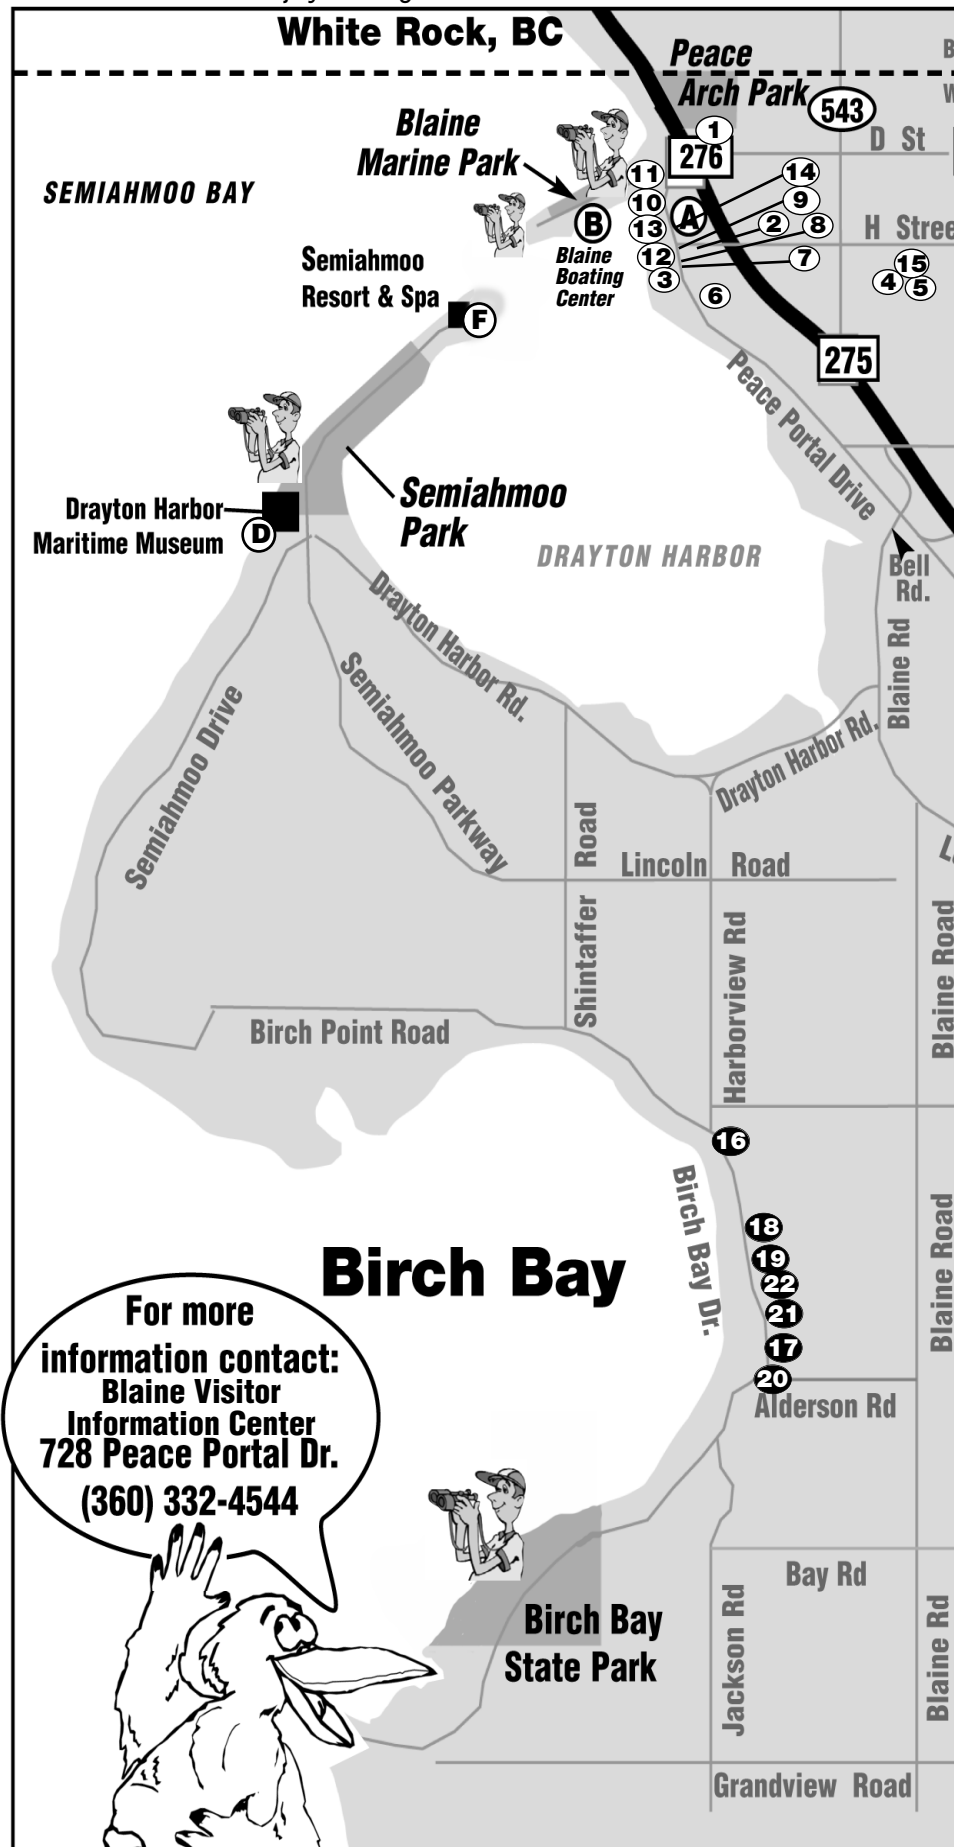 White Rock, BC
Peace
Arch Park
543
Blaine
Marine Park
1
276
D St
SEMIAHMOO BAY
11
14
10
A
9
B
13
2
8
H Stree
Semiahmoo
Resort & Spa
Blaine
Boating
Center
12
7
15
3
6
4
5
F
275
Peace Portal Drive
Semiahmoo
Park
Drayton Harbor
Maritime Museum
D
DRAYTON HARBOR
Bell
Rd.
Drayton Harbor Rd.
Blaine Rd
Semiahmoo Drive
Semiahmoo Parkway
Drayton Harbor Rd.
Shintaffer Road
Lincoln Road
Harborview Rd
Blaine Road
Birch Point Road
16
Birch Bay Dr.
18
19
22
21
17
20
Blaine Road
Birch Bay
Alderson Rd
For more
information contact:
Blaine Visitor
Information Center
728 Peace Portal Dr.
(360) 332-4544
Bay Rd
Birch Bay
State Park
Jackson Rd
Blaine Rd
Grandview Road